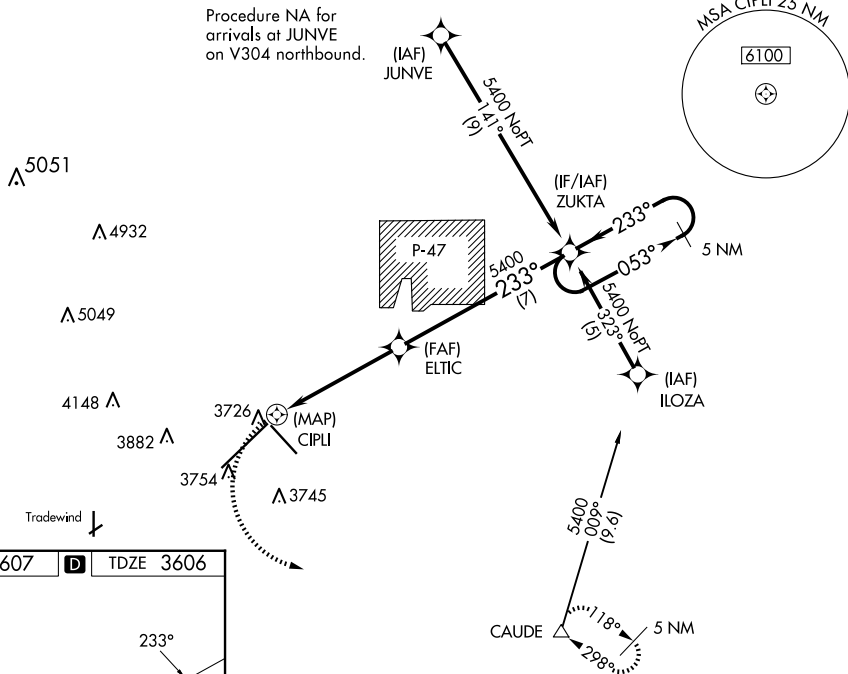 Procedure NA for
arrivals at JUNVE
on V304 northbound.
(IAF)
JUNVE
MSA CIPLI 25 NM
6100
5400 NoPT
141°
(9)
5051
4932
5049
4148
3882
(IF/IAF)
ZUKTA
233°
053°
5 NM
P-47
5400
233°
(7)
5400 NoPT
323°
(5)
(FAF)
ELTIC
(IAF)
ILOZA
3726
(MAP)
CIPLI
3754
3745
Tradewind
5400
009°
(9.6)
CAUDE
118°
298°
5 NM
607
D
TDZE 3606
233°